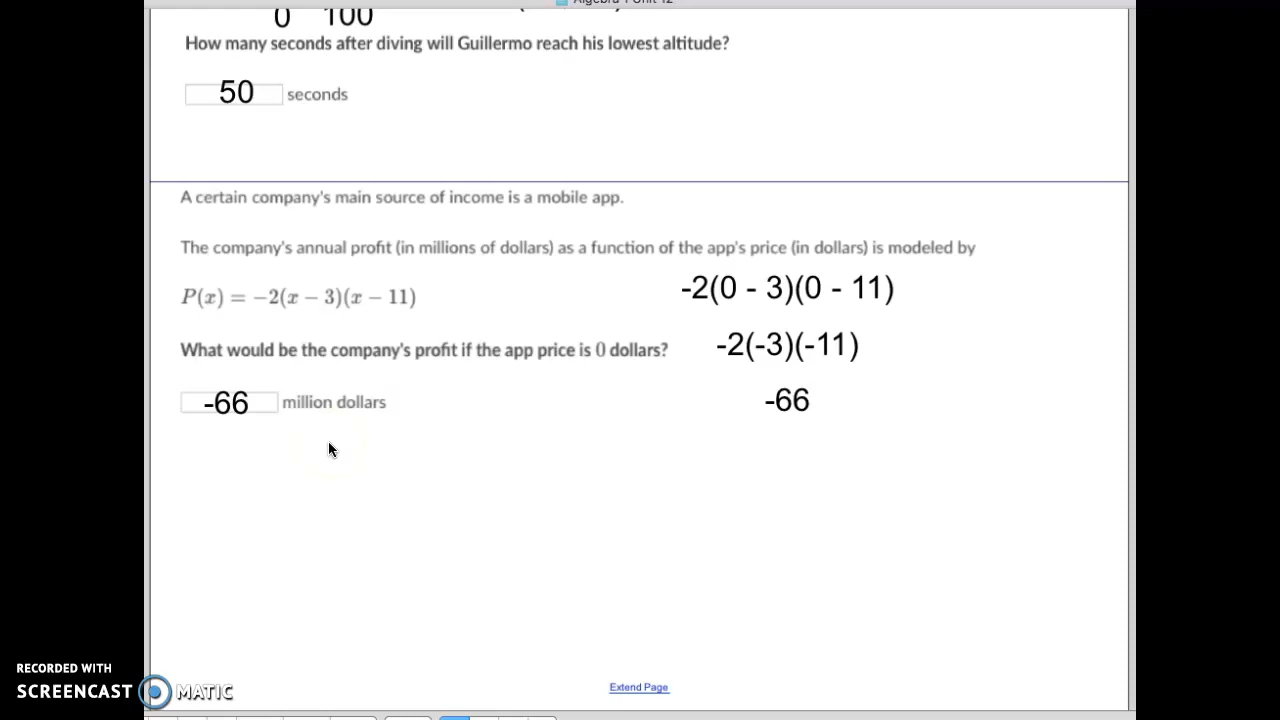 Algebra 1 Unit 12
0 100
How many seconds after diving will Guillermo reach his lowest altitude?
50 seconds
A certain company's main source of income is a mobile app.
The company's annual profit (in millions of dollars) as a function of the app's price (in dollars) is modeled by
P(x) = −2(x − 3)(x − 11)
-2(0 - 3)(0 - 11)
What would be the company's profit if the app price is 0 dollars?
-2(-3)(-11)
-66 million dollars
-66
Extend Page
RECORDED WITH
SCREENCAST MATIC